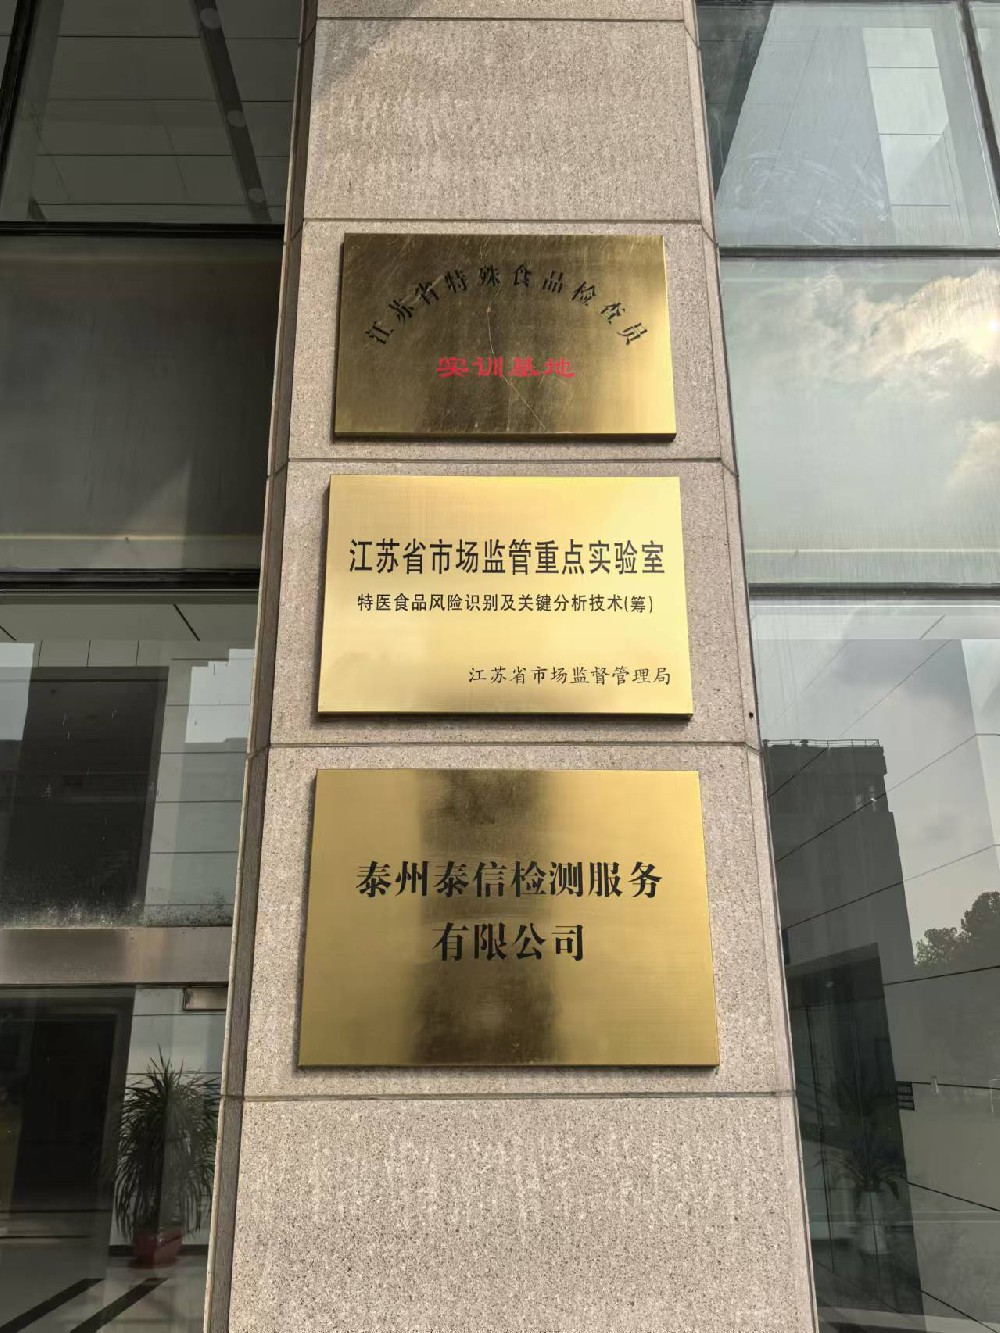 江苏省特殊食品检查员
实训基地
江苏省市场监管重点实验室
特医食品风险识别及关键分析技术(筹)
江苏省市场监督管理局
泰州泰信检测服务
有限公司